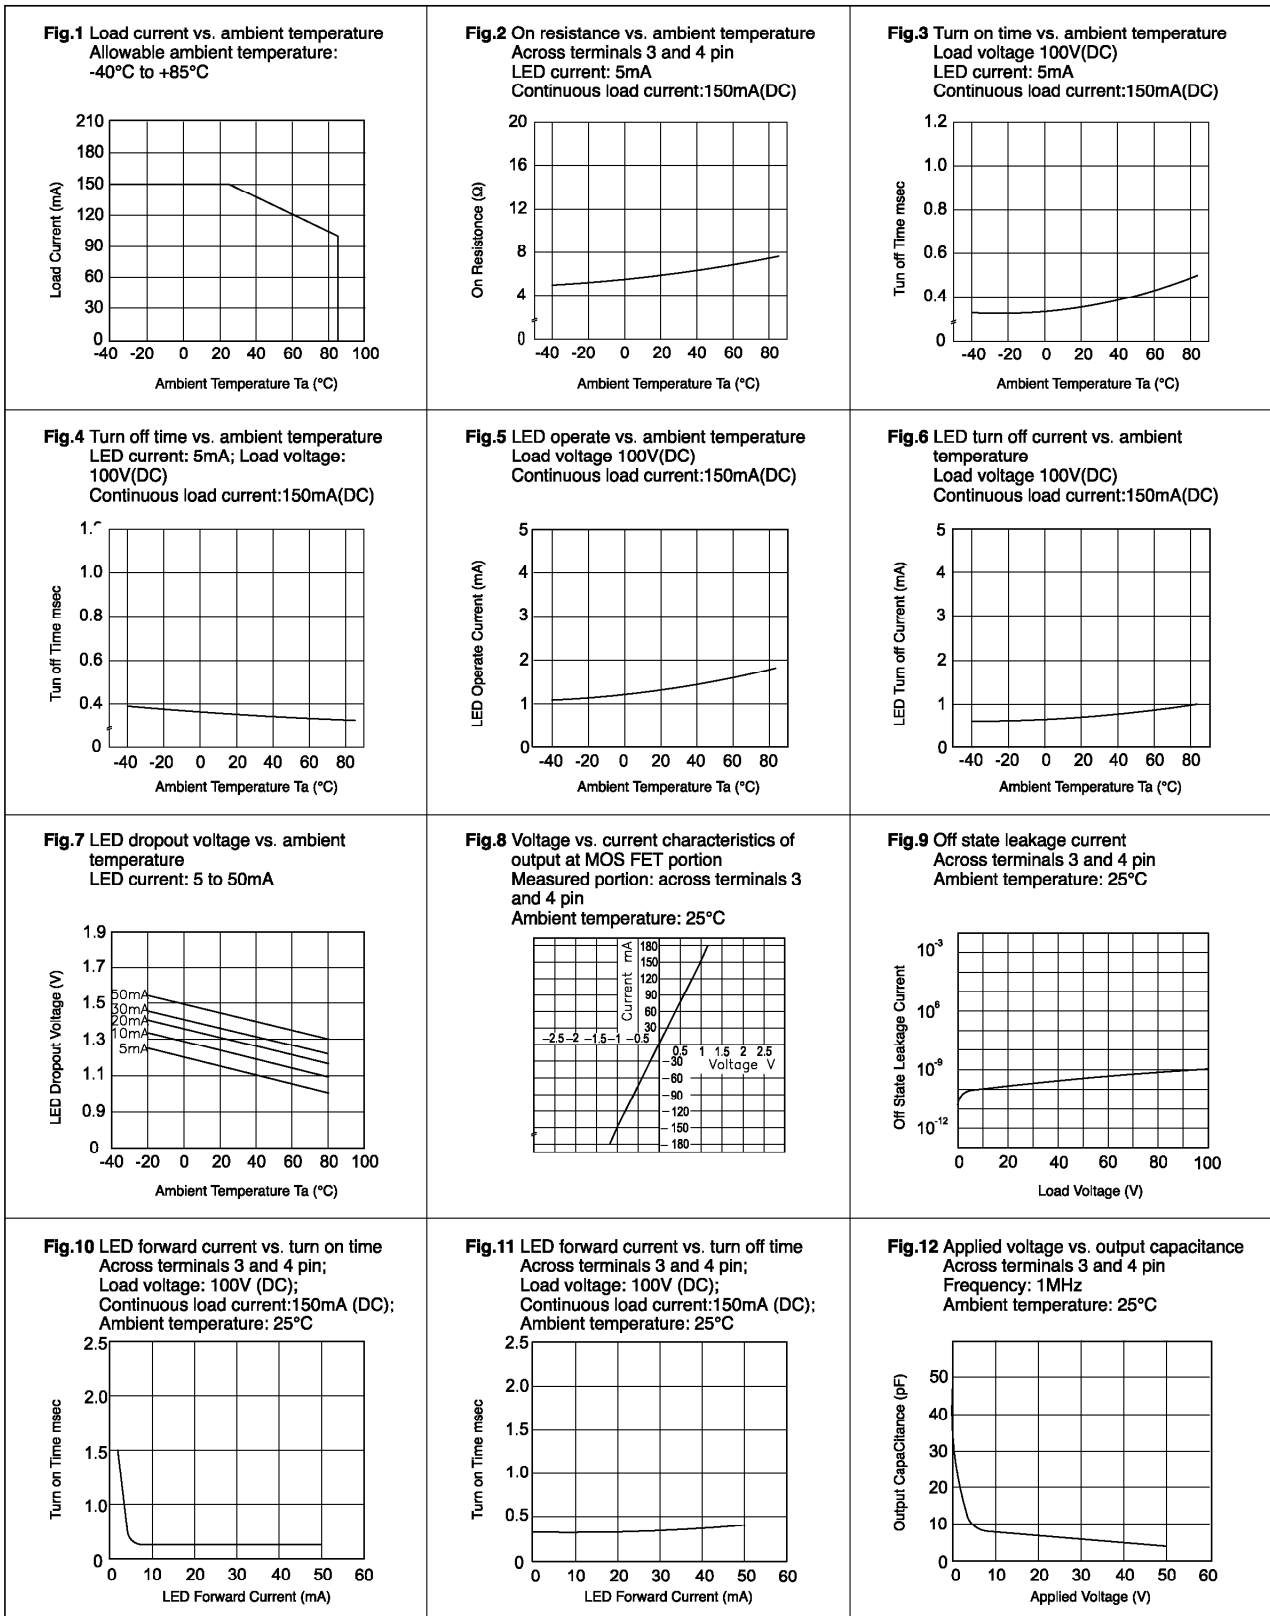 Fig.1 Load current vs. ambient temperature
Allowable ambient temperature:
-40°C to +85°C
210
180
150
120
90
60
30
0
-40 -20 0 20 40 60 80 100
Load Current (mA)
Ambient Temperature Ta (°C)
Fig.2 On resistance vs. ambient temperature
Across terminals 3 and 4 pin
LED current: 5mA
Continuous load current:150mA(DC)
20
16
12
8
4
0
-40 -20 0 20 40 60 80
On Resistonce (Ω)
Ambient Temperature Ta (°C)
Fig.3 Turn on time vs. ambient temperature
Load voltage 100V(DC)
LED current: 5mA
Continuous load current:150mA(DC)
1.2
1.0
0.8
0.6
0.4
0
-40 -20 0 20 40 60 80
Tun off Time msec
Ambient Temperature Ta (°C)
Fig.4 Turn off time vs. ambient temperature
LED current: 5mA; Load voltage:
100V(DC)
Continuous load current:150mA(DC)
1.0
0.8
0.6
0.4
0
-40 -20 0 20 40 60 80
Tun off Time msec
Ambient Temperature Ta (°C)
Fig.5 LED operate vs. ambient temperature
Load voltage 100V(DC)
Continuous load current:150mA(DC)
5
4
3
2
1
0
-40 -20 0 20 40 60 80
LED Operate Current (mA)
Ambient Temperature Ta (°C)
Fig.6 LED turn off current vs. ambient
temperature
Load voltage 100V(DC)
Continuous load current:150mA(DC)
5
4
3
2
1
0
-40 -20 0 20 40 60 80
LED Turn off Current (mA)
Ambient Temperature Ta (°C)
Fig.7 LED dropout voltage vs. ambient
temperature
LED current: 5 to 50mA
1.9
1.7
1.5
1.3
1.1
0.9
0
50mA
30mA
20mA
10mA
5mA
-40 -20 0 20 40 60 80 100
LED Dropout Voltage (V)
Ambient Temperature Ta (°C)
Fig.8 Voltage vs. current characteristics of
output at MOS FET portion
Measured portion: across terminals 3
and 4 pin
Ambient temperature: 25°C
Current mA
180
150
120
90
60
30
-2.5 -2 -1.5 -1 -0.5
0.5 1 1.5 2 2.5
Voltage V
-30
-60
-90
-120
-150
-180
Fig.9 Off state leakage current
Across terminals 3 and 4 pin
Ambient temperature: 25°C
10-3
106
10-9
10-12
0 20 40 60 80 100
Off State Leakage Current
Load Voltage (V)
Fig.10 LED forward current vs. turn on time
Across terminals 3 and 4 pin;
Load voltage: 100V (DC);
Continuous load current:150mA (DC);
Ambient temperature: 25°C
2.5
2.0
1.5
1.0
0
0 10 20 30 40 50 60
Turn on Time msec
LED Forward Current (mA)
Fig.11 LED forward current vs. turn off time
Across terminals 3 and 4 pin;
Load voltage: 100V (DC);
Continuous load current:150mA (DC);
Ambient temperature: 25°C
2.5
2.0
1.5
1.0
0.5
0
0 10 20 30 40 50 60
Turn on Time msec
LED Forward Current (mA)
Fig.12 Applied voltage vs. output capacitance
Across terminals 3 and 4 pin
Frequency: 1MHz
Ambient temperature: 25°C
50
40
30
20
10
0
0 10 20 30 40 50 60
Output CapaCitance (pF)
Applied Voltage (V)